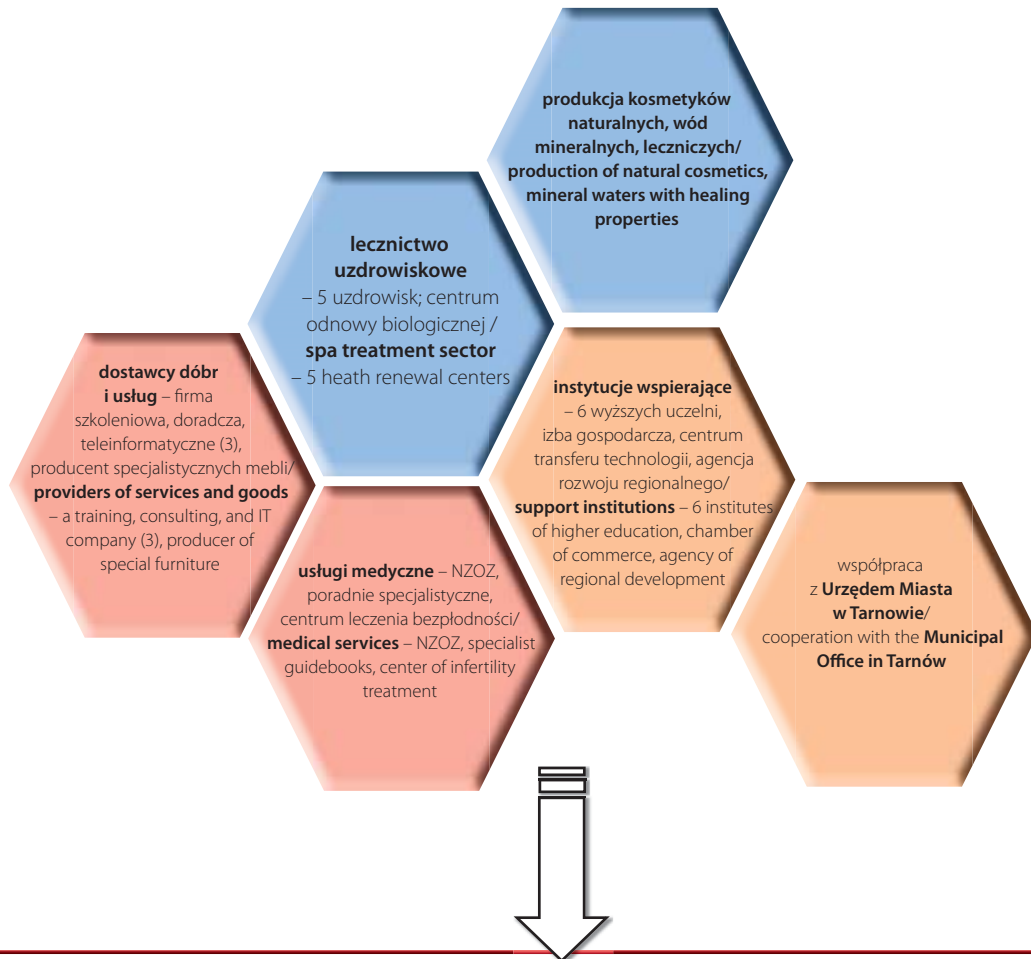 produkcja kosmetyków
naturalnych, wód
mineralnych, leczniczych/
production of natural cosmetics,
mineral waters with healing
properties
lecznictwo
uzdrowiskowe
– 5 uzdrowisk; centrum
odnowy biologicznej /
spa treatment sector
– 5 heath renewal centers
dostawcy dóbr
i usług – firma
szkoleniowa, doradcza,
teleinformatyczne (3),
producent specjalistycznych mebli/
providers of services and goods
– a training, consulting, and IT
company (3), producer of
special furniture
instytucje wspierające
– 6 wyższych uczelni,
izba gospodarcza, centrum
transferu technologii, agencja
rozwoju regionalnego/
support institutions – 6 institutes
of higher education, chamber
of commerce, agency of
regional development
usługi medyczne – NZOZ,
poradnie specjalistyczne,
centrum leczenia bezpłodności/
medical services – NZOZ, specialist
guidebooks, center of infertility
treatment
współpraca
z Urzędem Miasta
w Tarnowie/
cooperation with the Municipal
Office in Tarnów